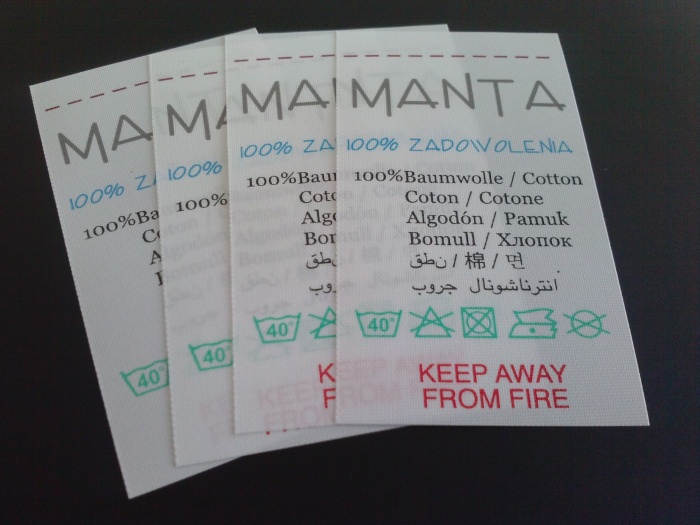 MANTA
100% ZADOWOLENIA
100%Baumwolle / Cotton
Coton / Cotone
Algodón / Pamuk
Bomull / Хлопок
نطق / 棉 / 면
انترناشونال جروب
40°
KEEP AWAY
FROM FIRE